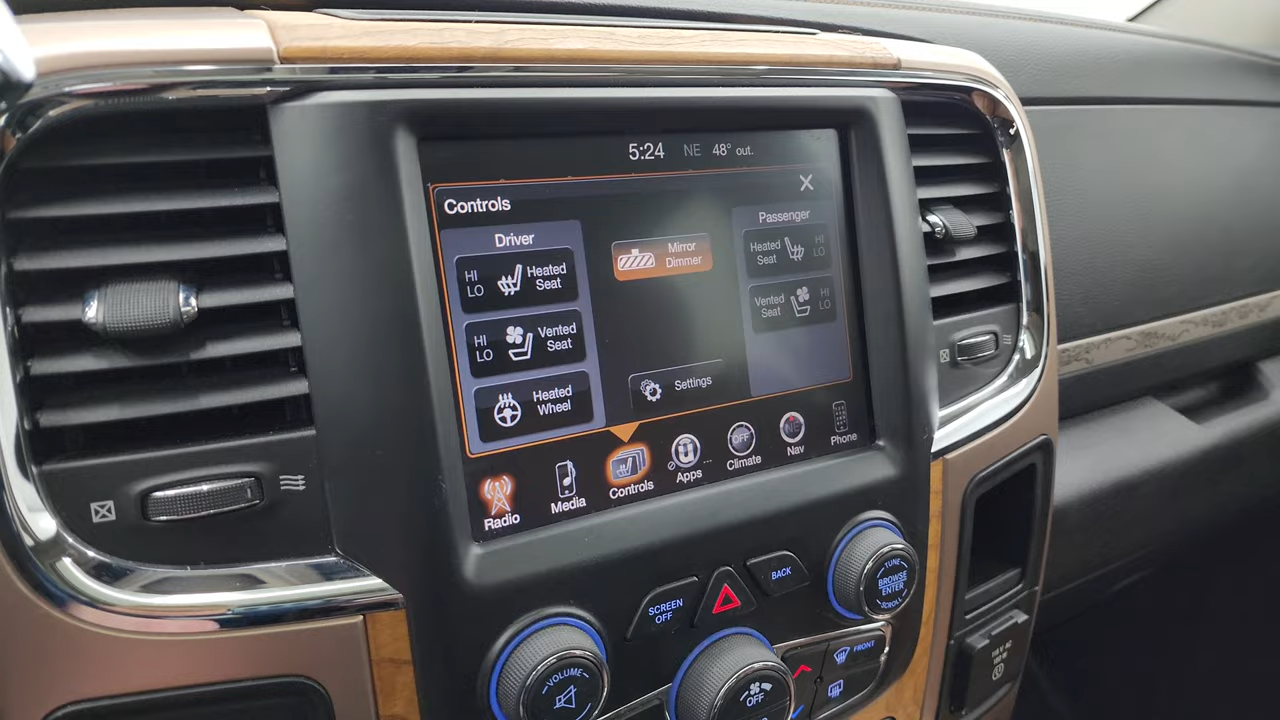 5:24 NE 48° out.
Controls
X
Driver
Passenger
HI
LO
Heated
Seat
Mirror
Dimmer
Heated
Seat
HI
LO
HI
LO
Vented
Seat
Vented
Seat
HI
LO
Heated
Wheel
Settings
Radio
Media
Controls
Apps
...
OFF
Climate
NE
Nav
Phone
SCREEN
OFF
BACK
TUNE
BROWSE
ENTER
SCROLL
VOLUME
OFF
FRONT